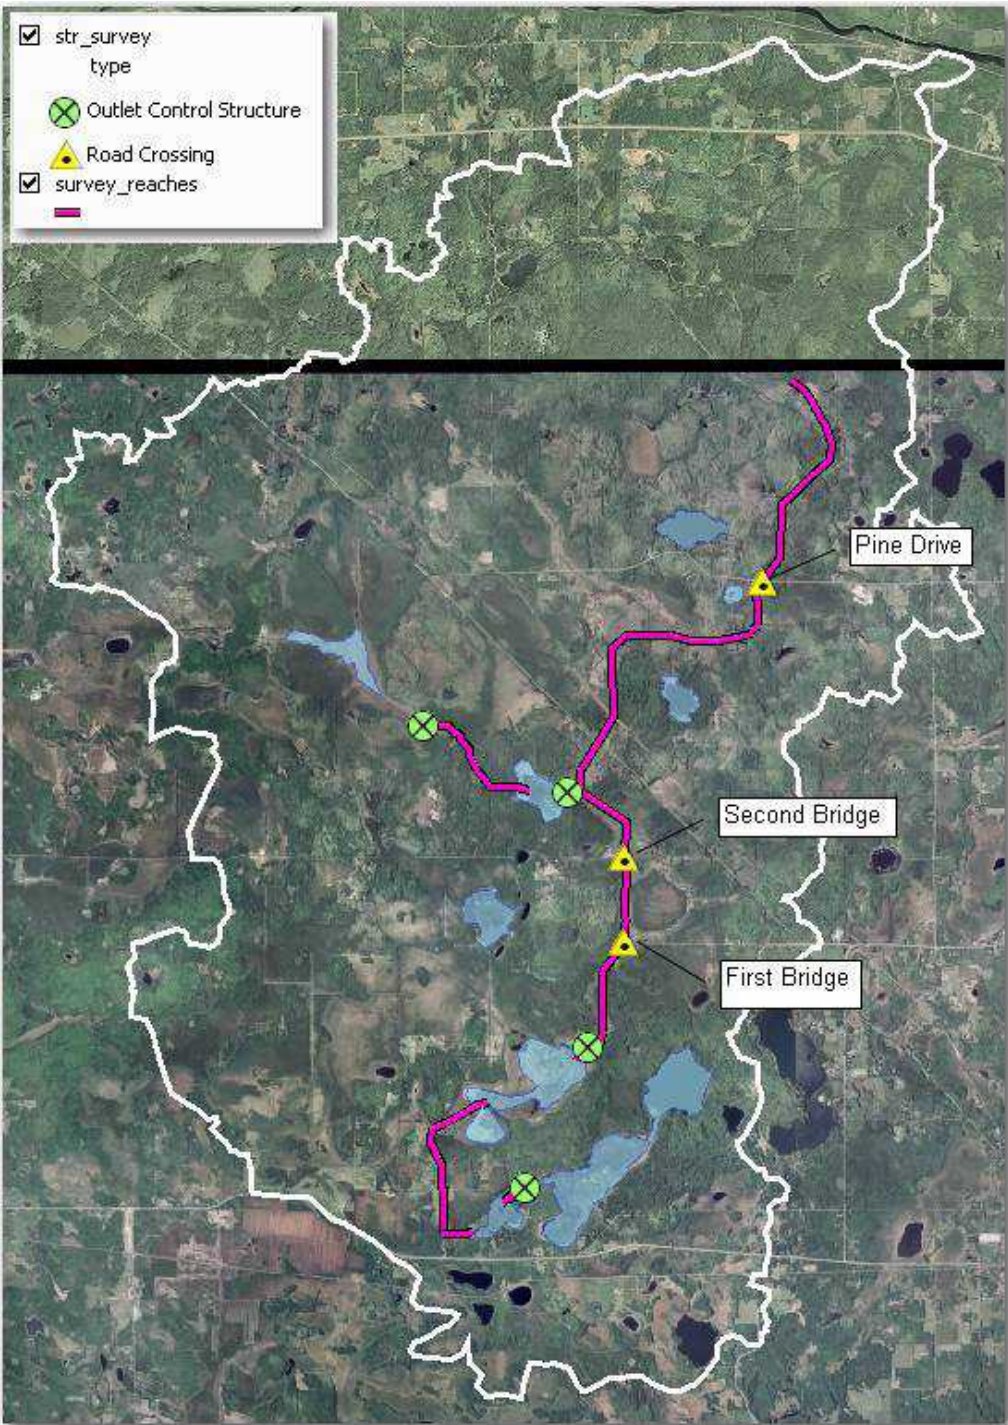 str_survey
type
Outlet Control Structure
Road Crossing
survey_reaches
Pine Drive
Second Bridge
First Bridge